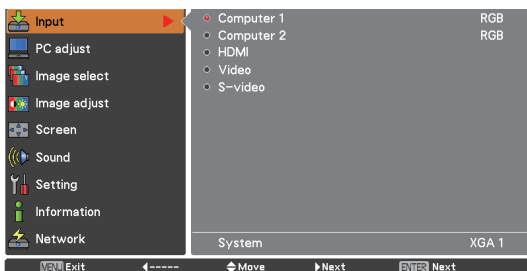 Input
PC adjust
Image select
Image adjust
Screen
Sound
Setting
Information
Network
Computer 1 RGB
Computer 2 RGB
HDMI
Video
S-video
System XGA 1
MENU Exit ◀----- Move Next ENTER Next